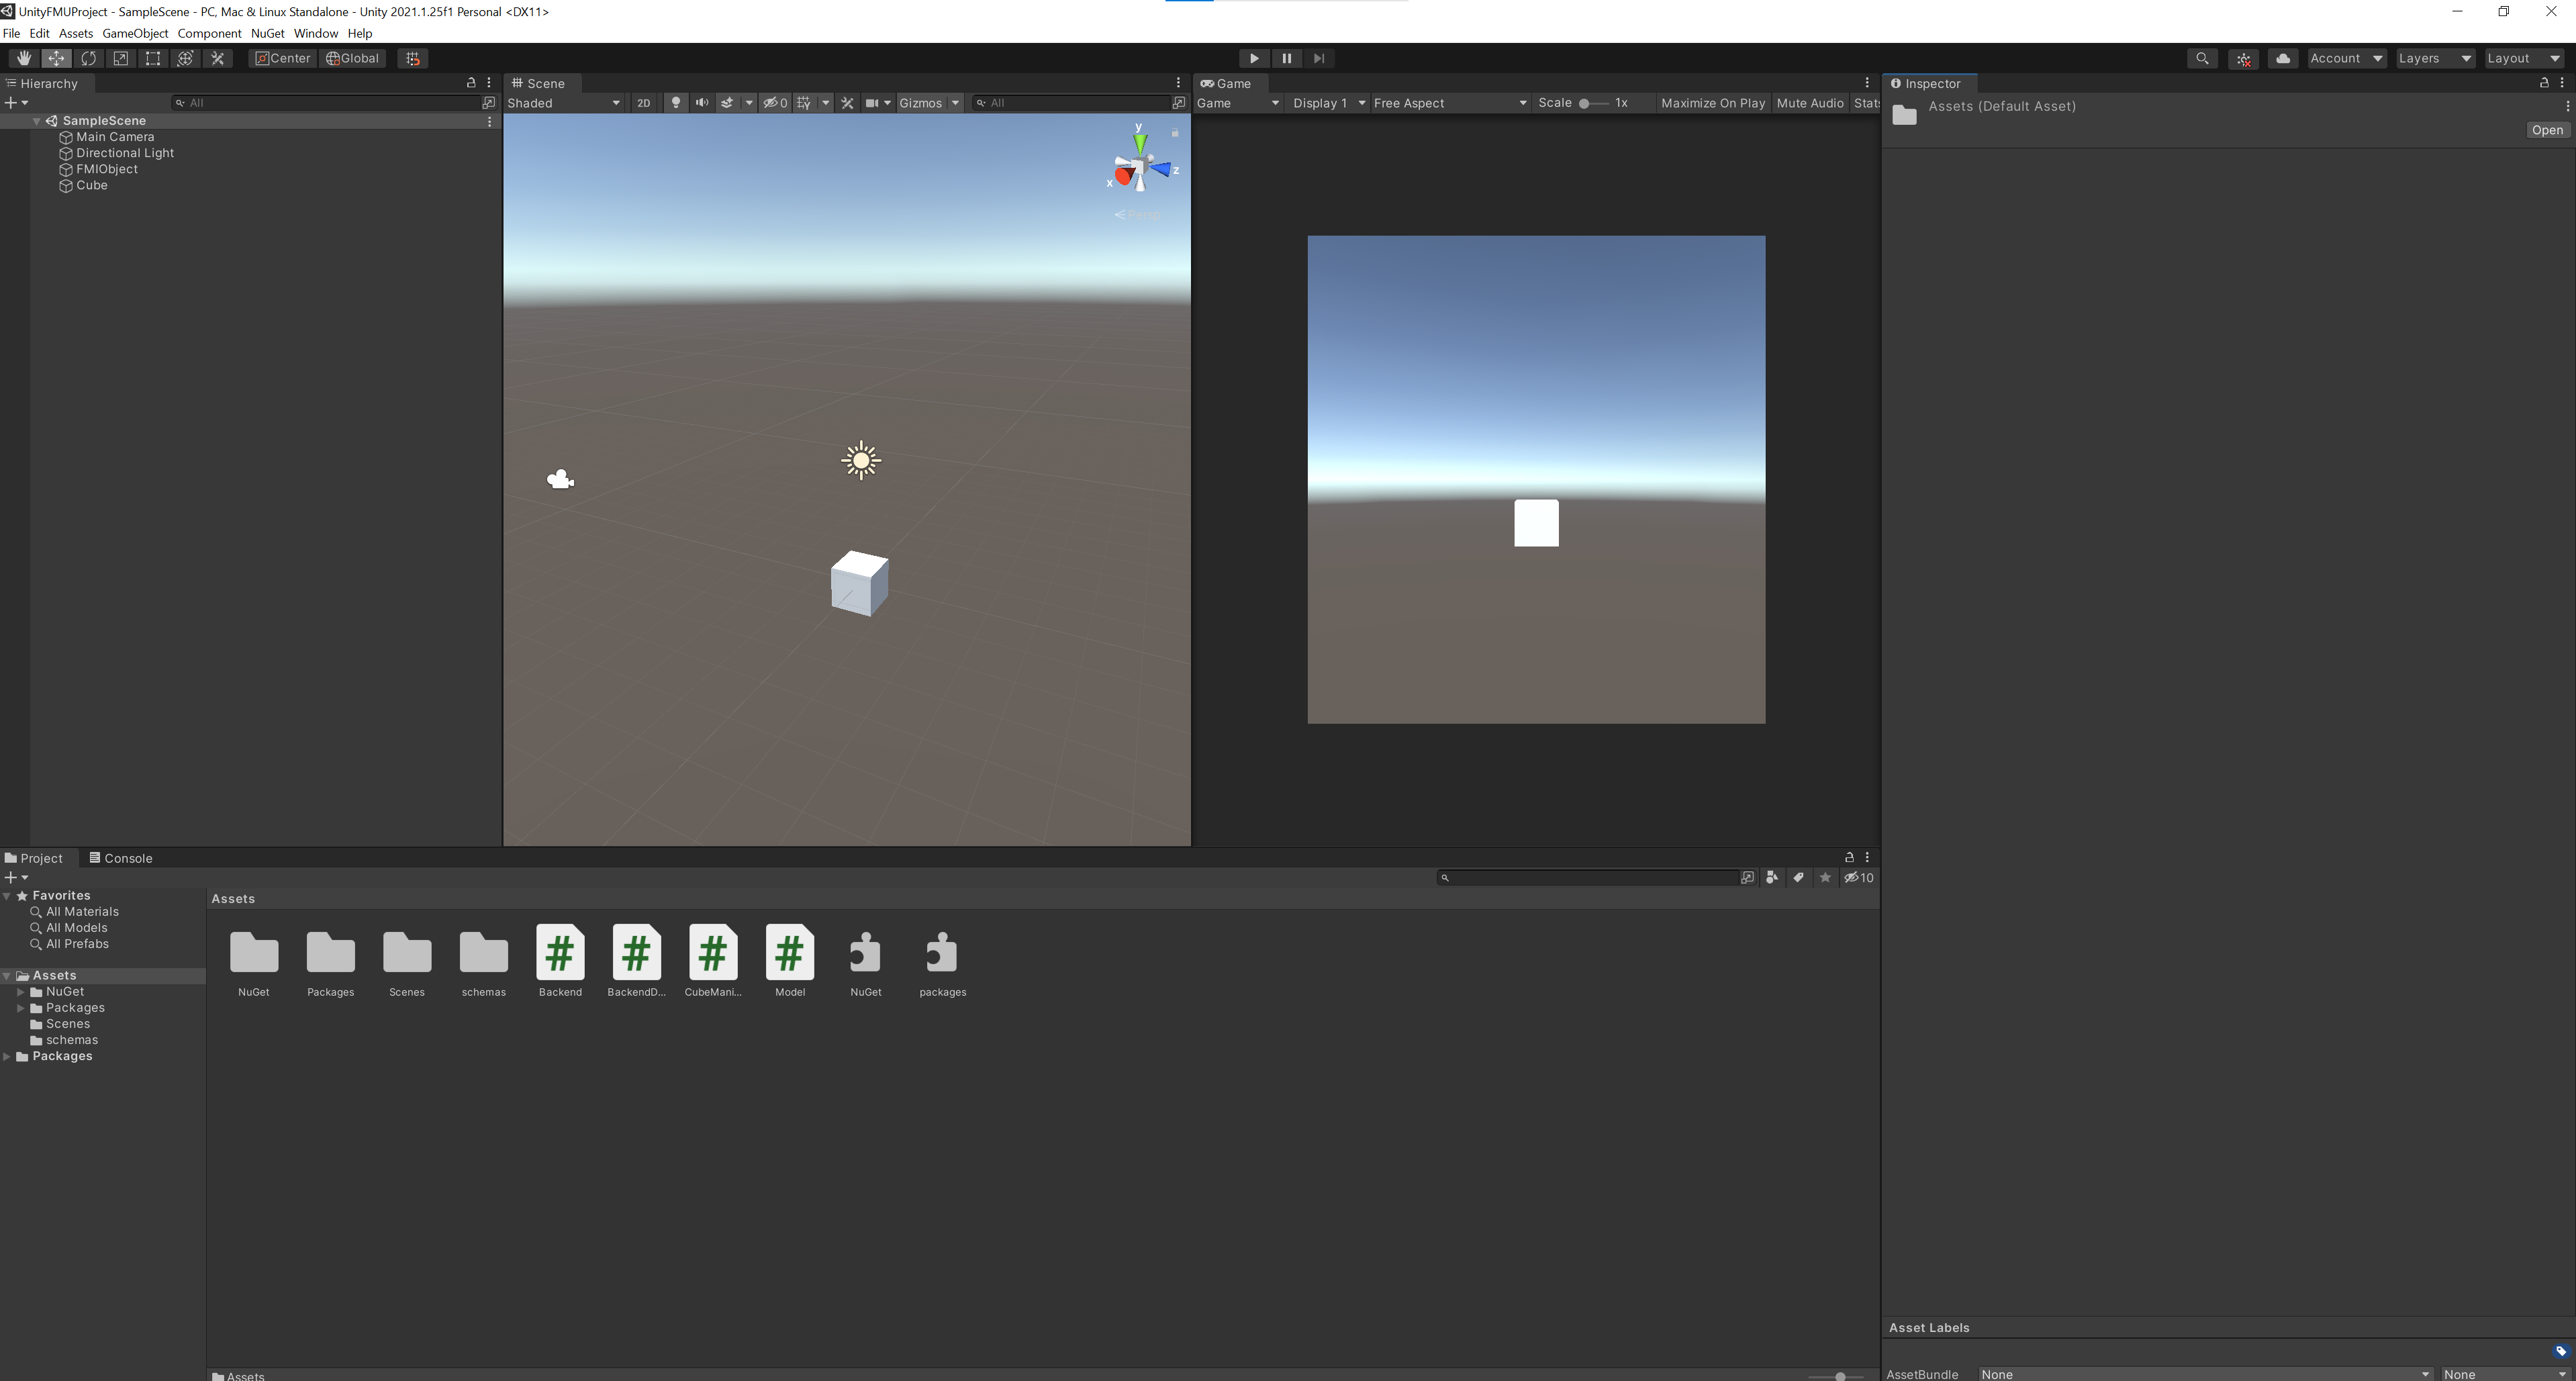 UnityFMUProject - SampleScene - PC, Mac & Linux Standalone - Unity 2021.1.25f1 Personal <DX11>
File Edit Assets GameObject Component NuGet Window Help
Center Global Account Layers Layout
Hierarchy
All
SampleScene
Main Camera
Directional Light
FMIObject
Cube
Scene
Shaded 2D 0 Gizmos All
y
x
z
Persp
Game
Game Display 1 Free Aspect Scale 1x Maximize On Play Mute Audio Stats
Inspector
Assets (Default Asset)
Open
Project Console
10
Favorites
All Materials
All Models
All Prefabs
Assets
NuGet
Packages
Scenes
schemas
Packages
Assets
NuGet Packages Scenes schemas Backend BackendD... CubeMani... Model NuGet packages
Assets
Asset Labels
AssetBundle None None